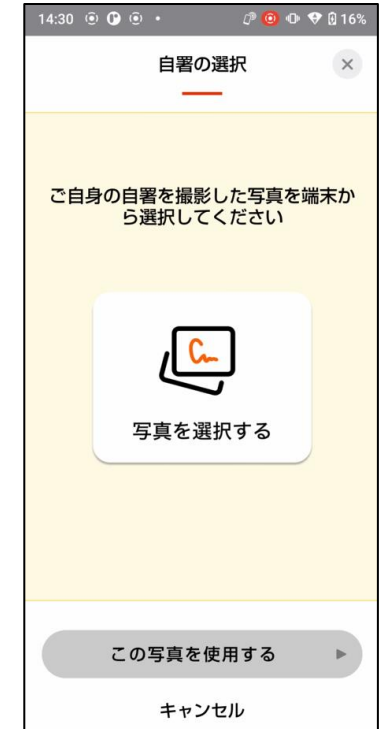 14:30 16%
自署の選択
ご自身の自署を撮影した写真を端末か
ら選択してください
写真を選択する
この写真を使用する
キャンセル